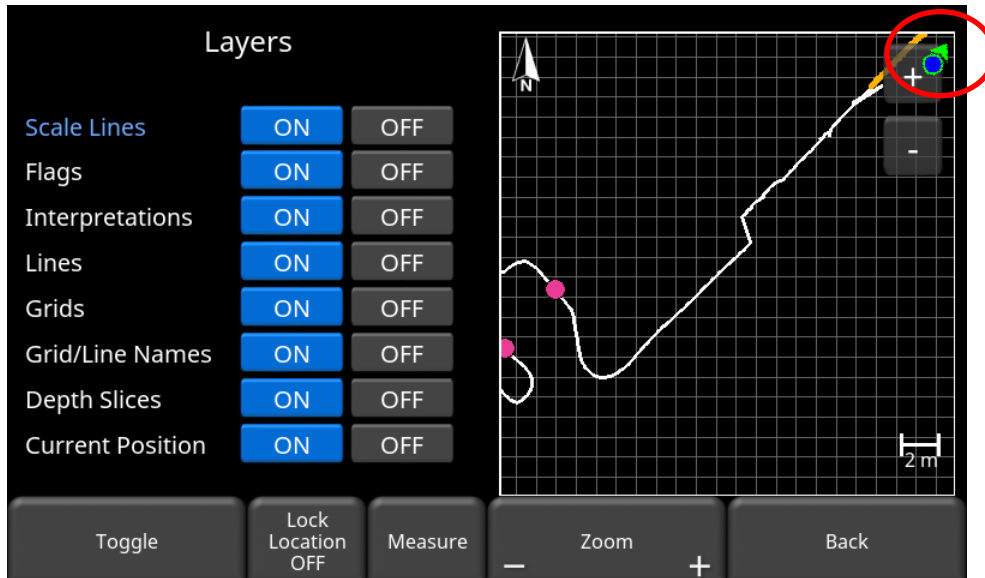 Layers
N
+
-
Scale Lines ON OFF
Flags ON OFF
Interpretations ON OFF
Lines ON OFF
Grids ON OFF
Grid/Line Names ON OFF
Depth Slices ON OFF
Current Position ON OFF
2 m
Toggle
Lock
Location
OFF
Measure
− Zoom +
Back